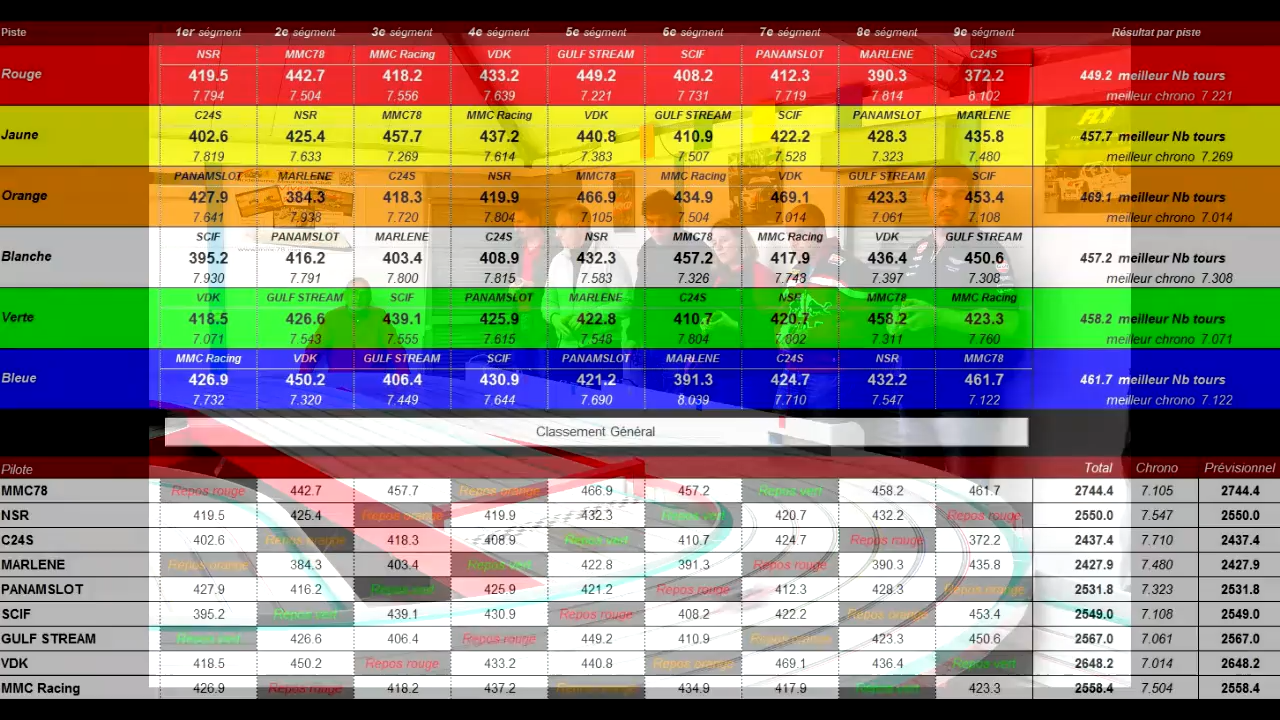 Piste 1er ségment 2e ségment 3e ségment 4e ségment 5e ségment 6e ségment 7e ségment 8e ségment 9e ségment Résultat par piste
NSR MMC78 MMC Racing VDK GULF STREAM SCIF PANAMSLOT MARLENE C24S
Rouge 419.5 442.7 418.2 433.2 449.2 408.2 412.3 390.3 372.2 449.2 meilleur Nb tours
7.794 7.504 7.556 7.639 7.221 7.731 7.719 7.814 8.102 meilleur chrono 7.221
C24S NSR MMC78 MMC Racing VDK GULF STREAM SCIF PANAMSLOT MARLENE
FLY
Jaune 402.6 425.4 457.7 437.2 440.8 410.9 422.2 428.3 435.8 457.7 meilleur Nb tours
7.819 7.633 7.269 7.614 7.383 7.507 7.528 7.323 7.480 meilleur chrono 7.269
PANAMSLOT MARLENE C24S NSR MMC78 MMC Racing VDK GULF STREAM SCIF
Orange 427.9 384.3 418.3 419.9 466.9 434.9 469.1 423.3 453.4 469.1 meilleur Nb tours
7.641 7.938 7.720 7.804 7.105 7.504 7.014 7.061 7.108 meilleur chrono 7.014
SCIF PANAMSLOT MARLENE C24S NSR MMC78 MMC Racing VDK GULF STREAM
Blanche 395.2 416.2 403.4 408.9 432.3 457.2 417.9 436.4 450.6 457.2 meilleur Nb tours
7.930 7.791 7.800 7.815 7.583 7.326 7.748 7.397 7.308 meilleur chrono 7.308
VDK GULF STREAM SCIF PANAMSLOT MARLENE C24S NSR MMC78 MMC Racing
Verte 418.5 426.6 439.1 425.9 422.8 410.7 420.7 458.2 423.3 458.2 meilleur Nb tours
7.071 7.543 7.555 7.615 7.548 7.804 7.602 7.311 7.760 meilleur chrono 7.071
MMC Racing VDK GULF STREAM SCIF PANAMSLOT MARLENE C24S NSR MMC78
Bleue 426.9 450.2 406.4 430.9 421.2 391.3 424.7 432.2 461.7 461.7 meilleur Nb tours
7.732 7.320 7.449 7.644 7.690 8.039 7.710 7.547 7.122 meilleur chrono 7.122
Classement Général
Pilote Total Chrono Prévisionnel
MMC78 Repos rouge 442.7 457.7 Repos orange 466.9 457.2 Repos vert 458.2 461.7 2744.4 7.105 2744.4
NSR 419.5 425.4 Repos orange 419.9 432.3 Repos vert 420.7 432.2 Repos rouge 2550.0 7.547 2550.0
C24S 402.6 Repos orange 418.3 408.9 Repos vert 410.7 424.7 Repos rouge 372.2 2437.4 7.710 2437.4
MARLENE Repos orange 384.3 403.4 Repos vert 422.8 391.3 Repos rouge 390.3 435.8 2427.9 7.480 2427.9
PANAMSLOT 427.9 416.2 Repos vert 425.9 421.2 Repos rouge 412.3 428.3 Repos orange 2531.8 7.323 2531.8
SCIF 395.2 Repos vert 439.1 430.9 Repos rouge 408.2 422.2 Repos orange 453.4 2549.0 7.108 2549.0
GULF STREAM Repos vert 426.6 406.4 Repos rouge 449.2 410.9 Repos orange 423.3 450.6 2567.0 7.061 2567.0
VDK 418.5 450.2 Repos rouge 433.2 440.8 Repos orange 469.1 436.4 Repos vert 2648.2 7.014 2648.2
MMC Racing 426.9 Repos rouge 418.2 437.2 Repos orange 434.9 417.9 Repos vert 423.3 2558.4 7.504 2558.4